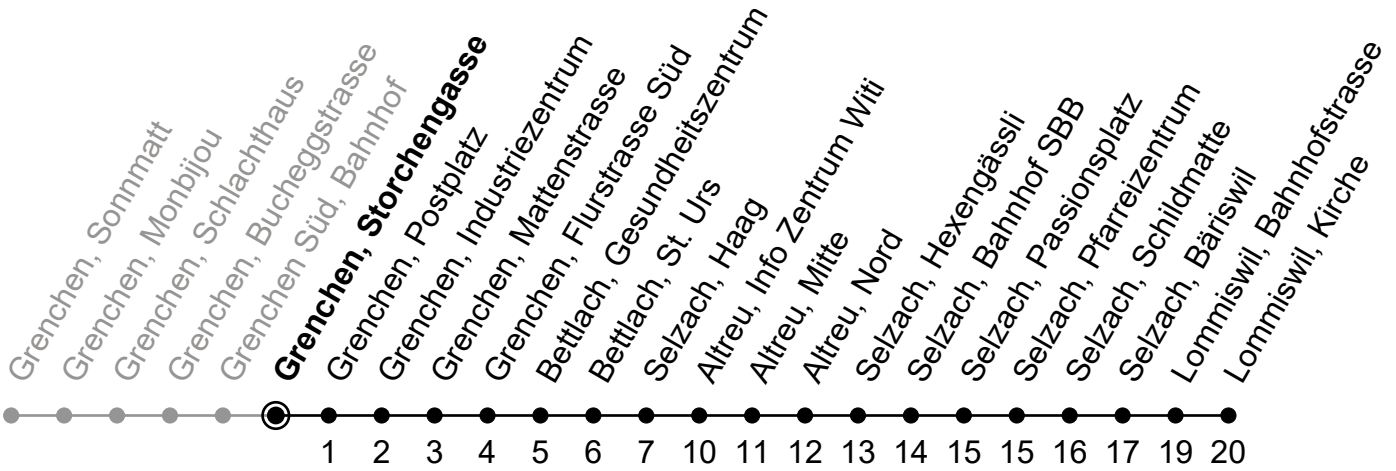 Grenchen, Sonnmatt
Grenchen, Monbijou
Grenchen, Schlachthaus
Grenchen, Bucheggstrasse
Grenchen Süd, Bahnhof
Grenchen, Storchengasse
Grenchen, Postplatz
Grenchen, Industriezentrum
Grenchen, Mattenstrasse
Grenchen, Flurstrasse Süd
Bettlach, Gesundheitszentrum
Bettlach, St. Urs
Selzach, Haag
Altreu, Info Zentrum Witi
Altreu, Mitte
Altreu, Nord
Selzach, Hexengässli
Selzach, Bahnhof SBB
Selzach, Passionsplatz
Selzach, Pfarreizentrum
Selzach, Schildmatte
Selzach, Bäriswil
Lommiswil, Bahnhofstrasse
Lommiswil, Kirche
1 2 3 4 5 6 7 10 11 12 13 14 15 15 16 17 19 20